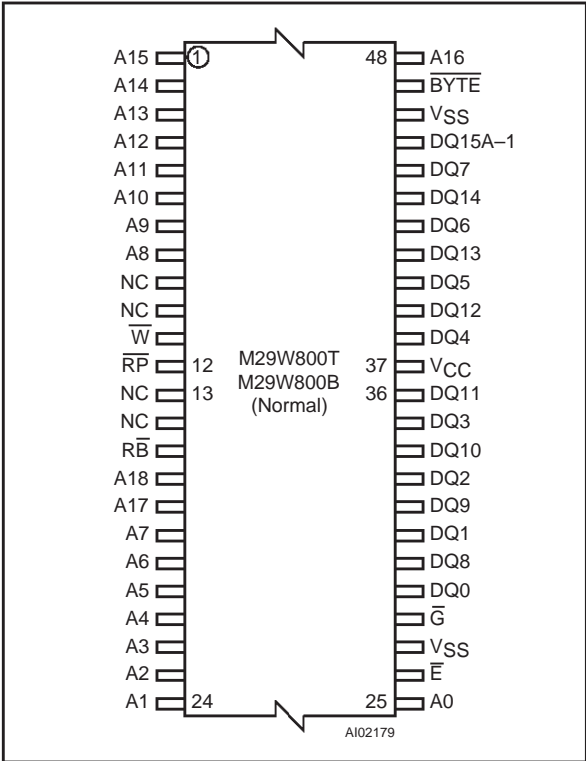 A15 1 48 A16
A14 B̅Y̅T̅E̅
A13 VSS
A12 DQ15A–1
A11 DQ7
A10 DQ14
A9 DQ6
A8 DQ13
NC DQ5
NC DQ12
W̅ DQ4
R̅P̅ 12 M29W800T 37 VCC
NC 13 M29W800B 36 DQ11
(Normal)
NC DQ3
RB̅ DQ10
A18 DQ2
A17 DQ9
A7 DQ1
A6 DQ8
A5 DQ0
A4 G̅
A3 VSS
A2 E̅
A1 24 25 A0
AI02179